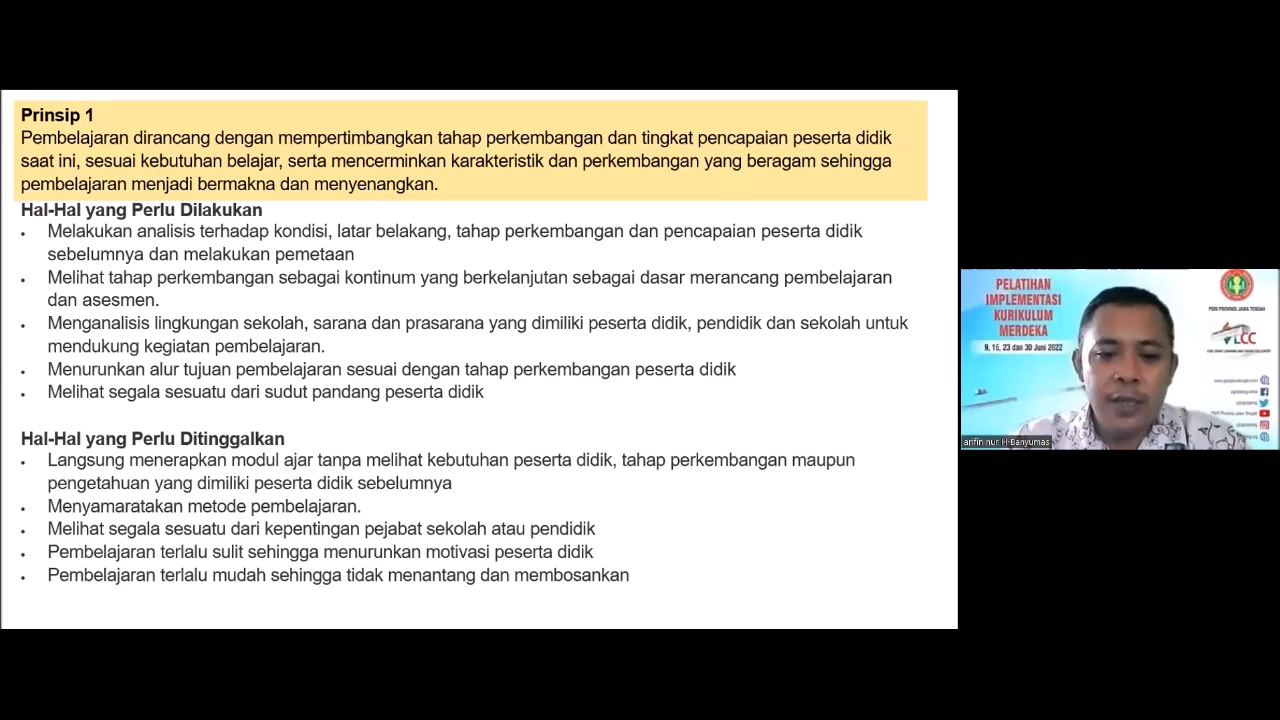 Prinsip 1
Pembelajaran dirancang dengan mempertimbangkan tahap perkembangan dan tingkat pencapaian peserta didik
saat ini, sesuai kebutuhan belajar, serta mencerminkan karakteristik dan perkembangan yang beragam sehingga
pembelajaran menjadi bermakna dan menyenangkan.
Hal-Hal yang Perlu Dilakukan
• Melakukan analisis terhadap kondisi, latar belakang, tahap perkembangan dan pencapaian peserta didik
sebelumnya dan melakukan pemetaan
• Melihat tahap perkembangan sebagai kontinum yang berkelanjutan sebagai dasar merancang pembelajaran
dan asesmen.
• Menganalisis lingkungan sekolah, sarana dan prasarana yang dimiliki peserta didik, pendidik dan sekolah untuk
mendukung kegiatan pembelajaran.
• Menurunkan alur tujuan pembelajaran sesuai dengan tahap perkembangan peserta didik
• Melihat segala sesuatu dari sudut pandang peserta didik
Hal-Hal yang Perlu Ditinggalkan
• Langsung menerapkan modul ajar tanpa melihat kebutuhan peserta didik, tahap perkembangan maupun
pengetahuan yang dimiliki peserta didik sebelumnya
• Menyamaratakan metode pembelajaran.
• Melihat segala sesuatu dari kepentingan pejabat sekolah atau pendidik
• Pembelajaran terlalu sulit sehingga menurunkan motivasi peserta didik
• Pembelajaran terlalu mudah sehingga tidak menantang dan membosankan
PELATIHAN
IMPLEMENTASI
KURIKULUM
MERDEKA
9, 16, 23 dan 30 Juni 2022
PGRI PROVINSI JAWA TENGAH
LCC
arifin nur H-Banyumas